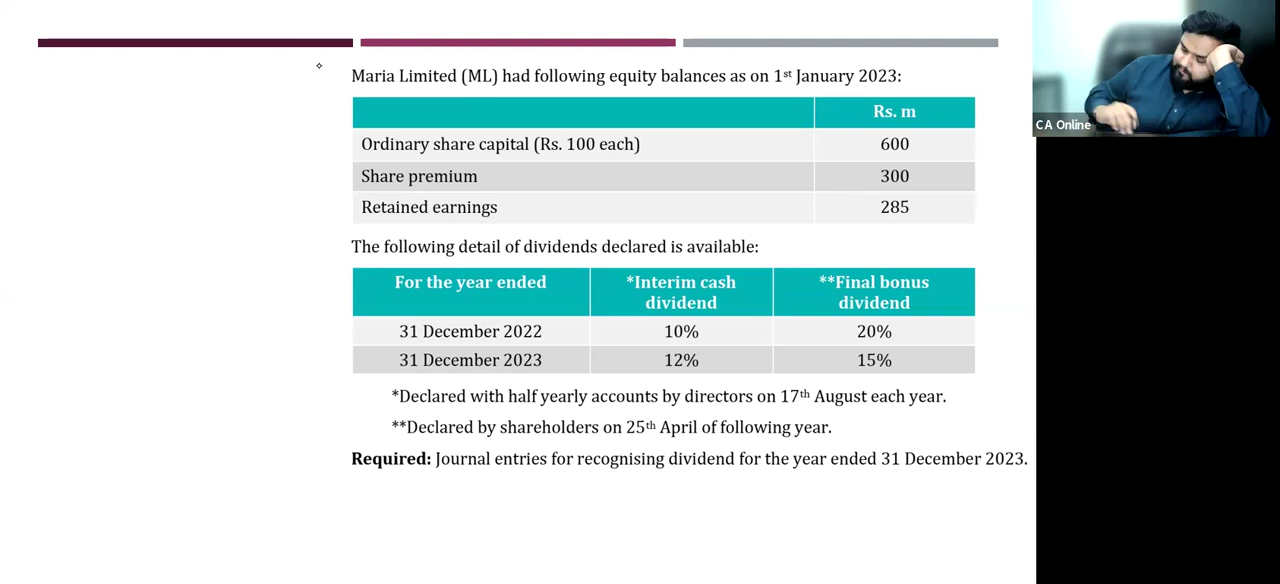 Maria Limited (ML) had following equity balances as on 1st January 2023:
Rs. m
Ordinary share capital (Rs. 100 each) 600
Share premium 300
Retained earnings 285
The following detail of dividends declared is available:
For the year ended *Interim cash dividend **Final bonus dividend
31 December 2022 10% 20%
31 December 2023 12% 15%
*Declared with half yearly accounts by directors on 17th August each year.
**Declared by shareholders on 25th April of following year.
Required: Journal entries for recognising dividend for the year ended 31 December 2023.
C A Online